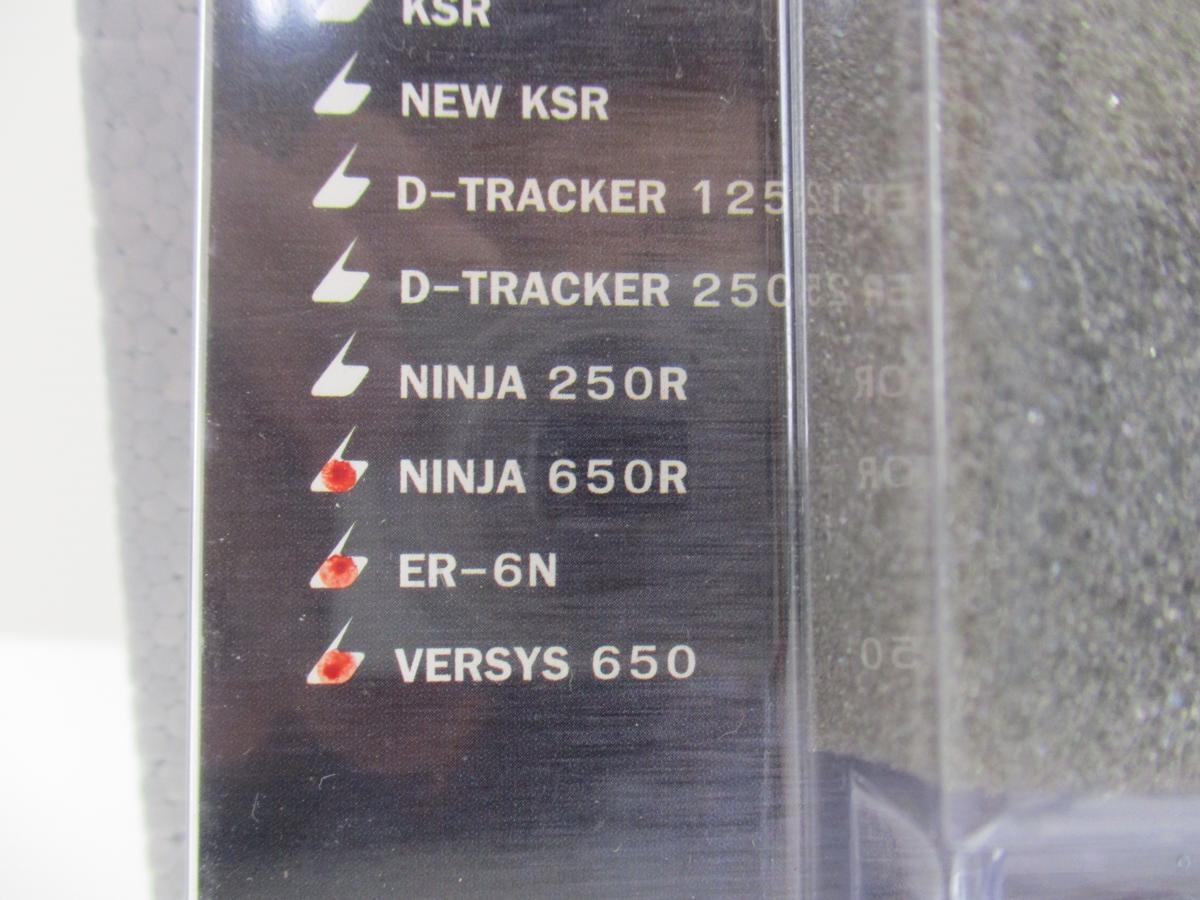 KSR
NEW KSR
D-TRACKER 125
D-TRACKER 250
NINJA 250R
NINJA 650R
ER-6N
VERSYS 650